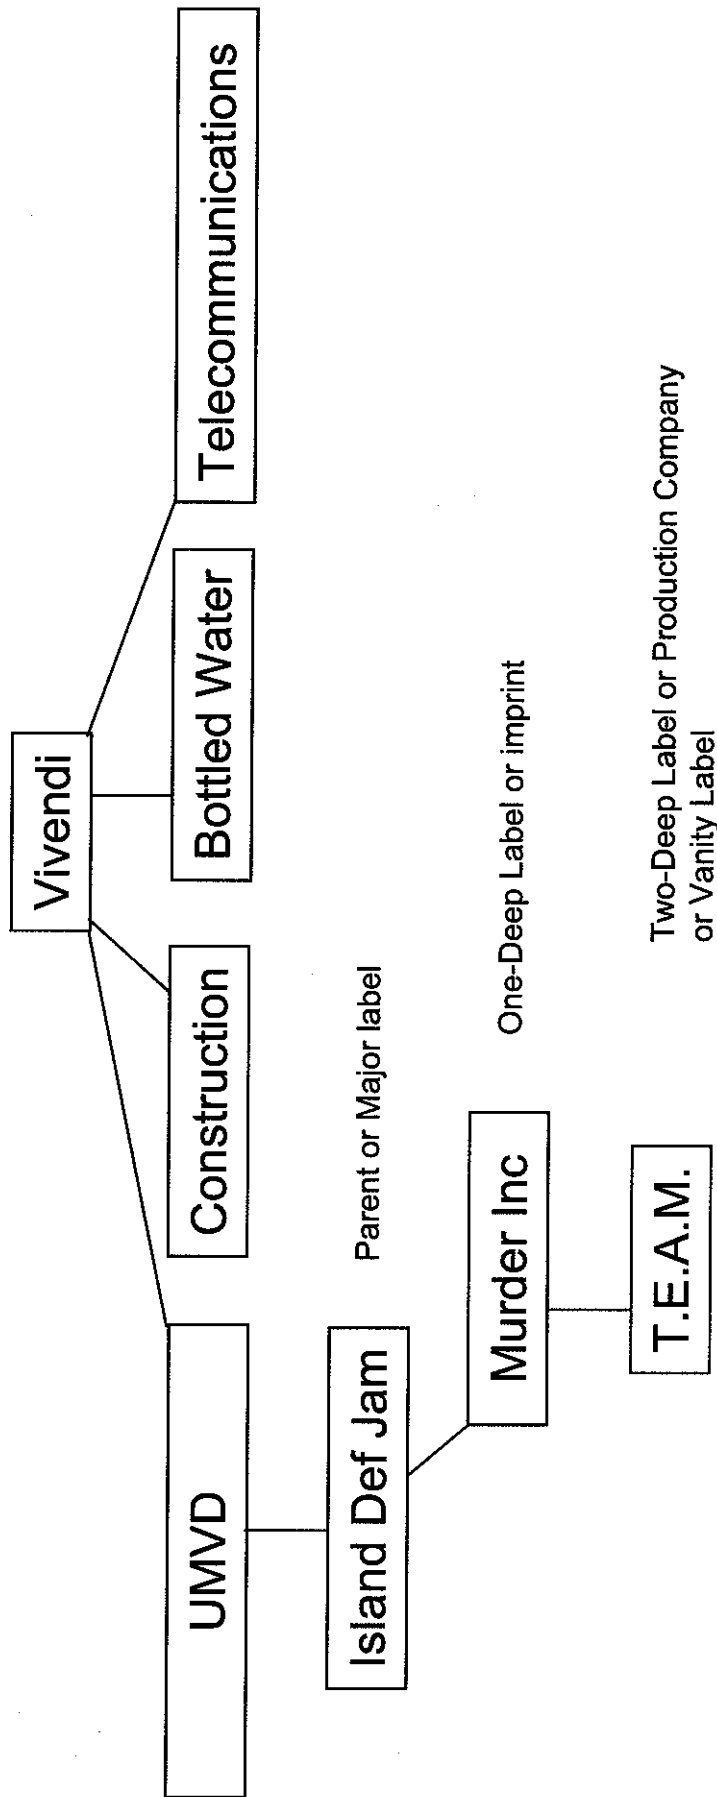 Vivendi
UMVD
Construction
Bottled Water
Telecommunications
Island Def Jam
Parent or Major label
Murder Inc
One-Deep Label or imprint
T.E.A.M.
Two-Deep Label or Production Company
or Vanity Label